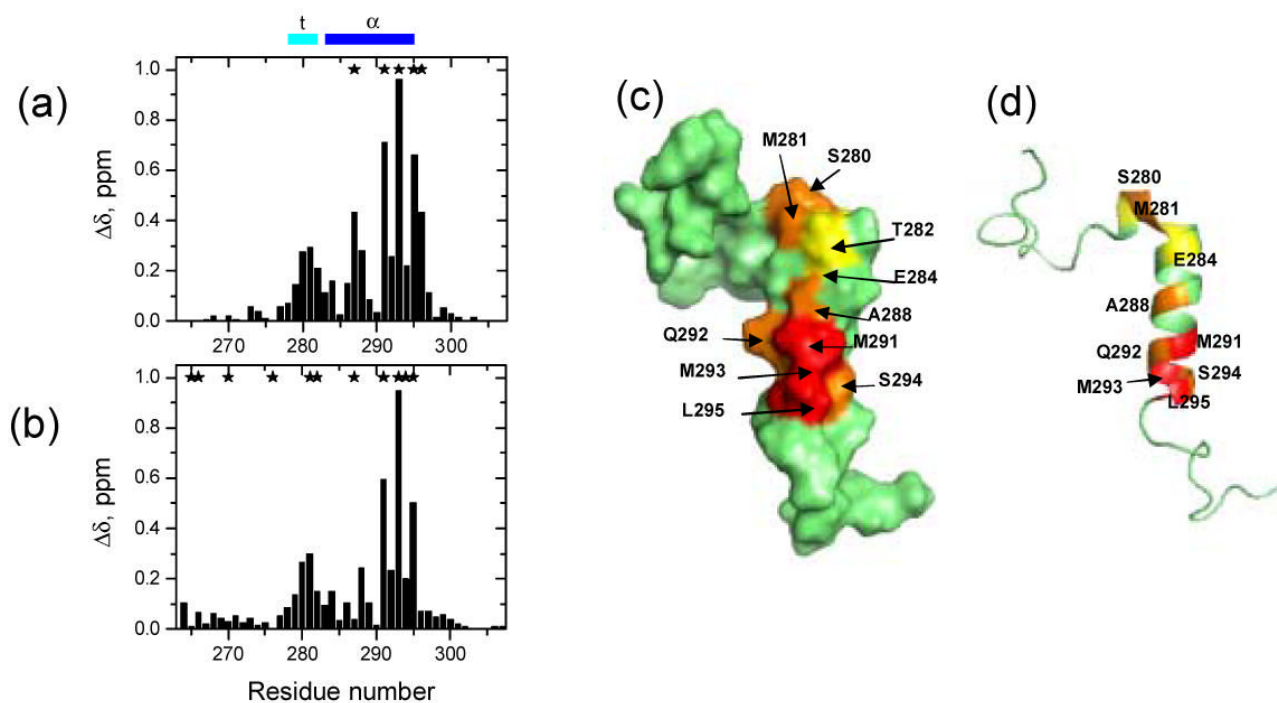 t α
(a)
1.0
0.8
0.6
0.4
0.2
0.0
Δδ, ppm
270 280 290 300
(b)
1.0
0.8
0.6
0.4
0.2
0.0
Δδ, ppm
270 280 290 300
Residue number
(c)
M281
S280
T282
E284
A288
Q292
M291
M293
S294
L295
(d)
S280
M281
E284
A288
Q292
M291
M293
S294
L295